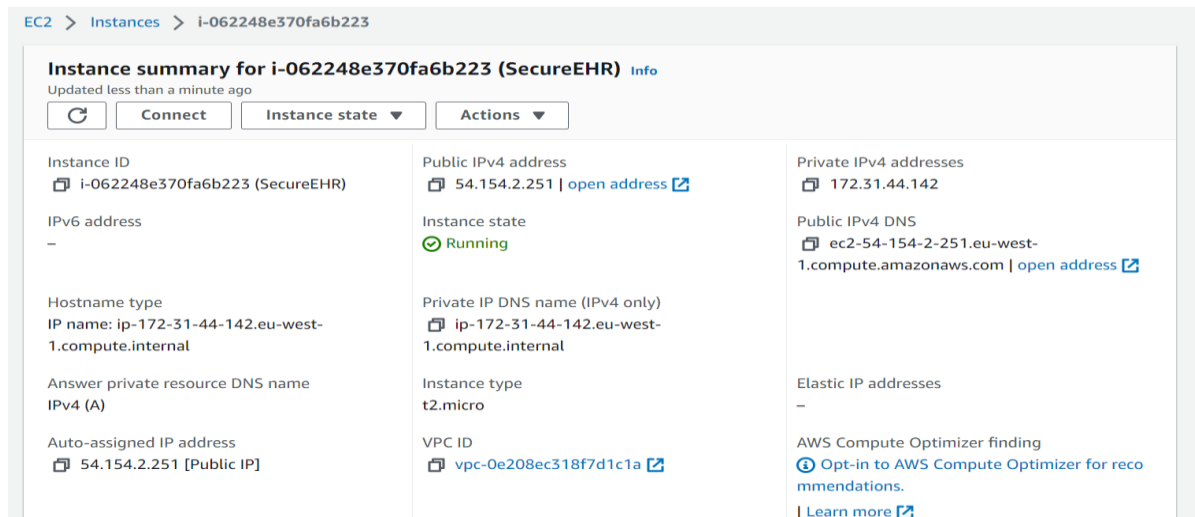 EC2 > Instances > i-062248e370fa6b223
Instance summary for i-062248e370fa6b223 (SecureEHR) Info
Updated less than a minute ago
Connect Instance state Actions
Instance ID
i-062248e370fa6b223 (SecureEHR)
Public IPv4 address
54.154.2.251 | open address
Private IPv4 addresses
172.31.44.142
IPv6 address
–
Instance state
Running
Public IPv4 DNS
ec2-54-154-2-251.eu-west-
1.compute.amazonaws.com | open address
Hostname type
IP name: ip-172-31-44-142.eu-west-
1.compute.internal
Private IP DNS name (IPv4 only)
ip-172-31-44-142.eu-west-
1.compute.internal
Answer private resource DNS name
IPv4 (A)
Instance type
t2.micro
Elastic IP addresses
–
Auto-assigned IP address
54.154.2.251 [Public IP]
VPC ID
vpc-0e208ec318f7d1c1a
AWS Compute Optimizer finding
Opt-in to AWS Compute Optimizer for reco
mmendations.
| Learn more